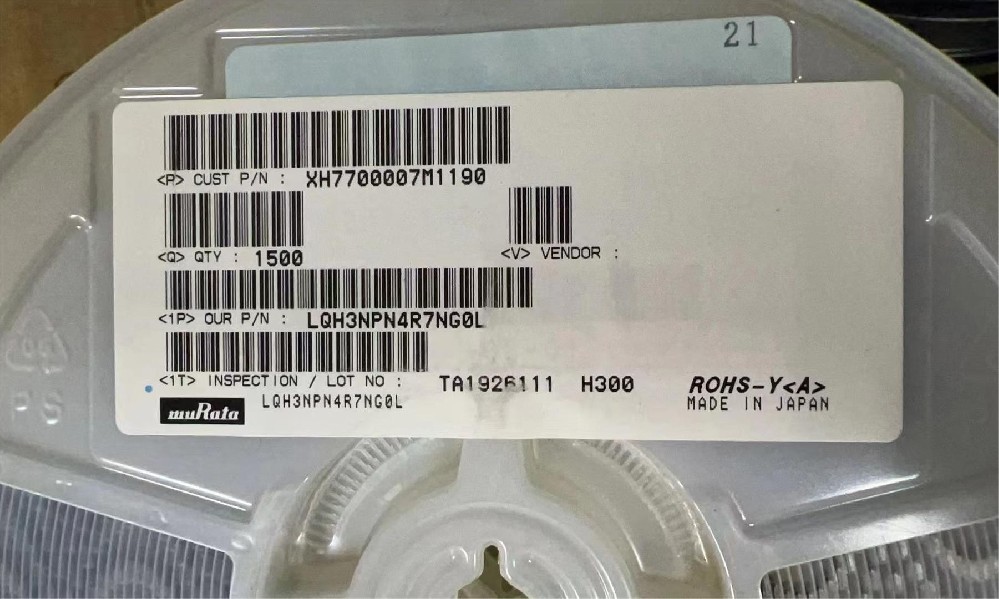 21
<P> CUST P/N : XH7700007M1190
<Q> QTY : 1500
<V> VENDOR :
<1P> OUR P/N : LQH3NPN4R7NG0L
<1T> INSPECTION / LOT NO : TA1926111 H300
ROHS-Y<A>
muRata LQH3NPN4R7NG0L
MADE IN JAPAN
PS